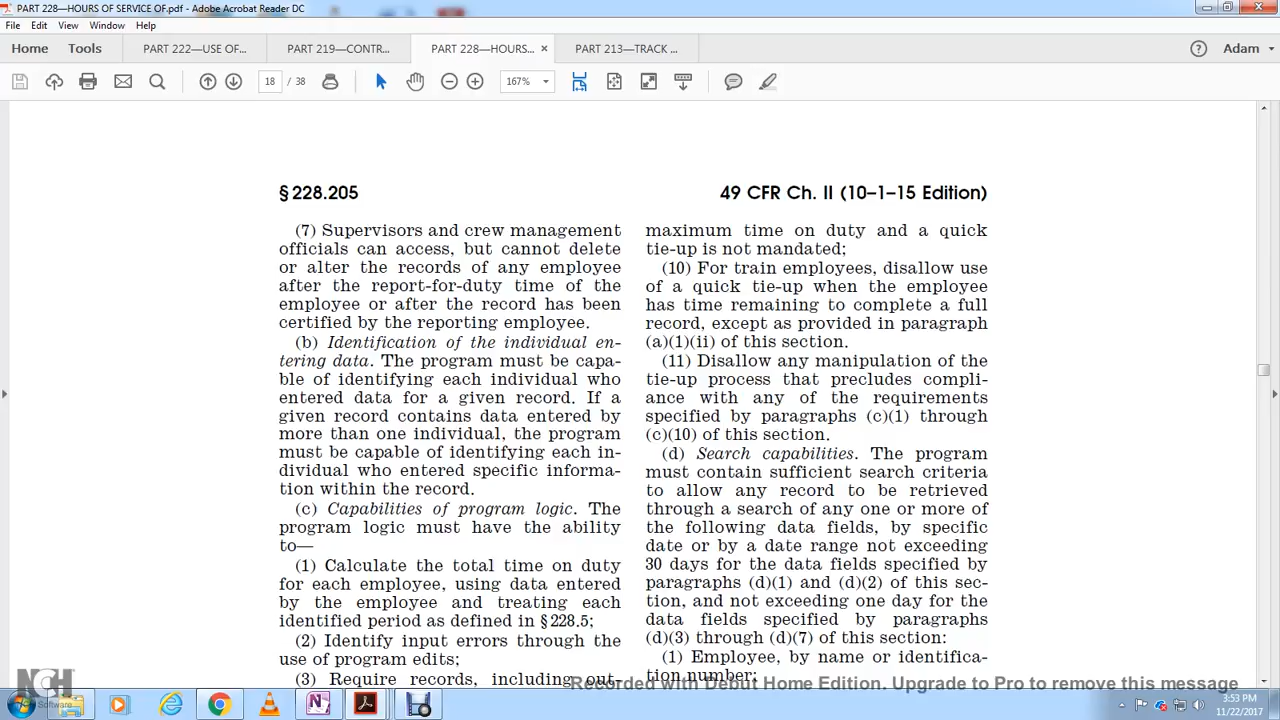 PART 228—HOURS OF SERVICE OF.pdf - Adobe Acrobat Reader DC
File Edit View Window Help
Home Tools PART 222—USE OF... PART 219—CONTR... PART 228—HOURS... × PART 213—TRACK ... Adam
18 / 38 167%
§ 228.205
(7) Supervisors and crew management
officials can access, but cannot delete
or alter the records of any employee
after the report-for-duty time of the
employee or after the record has been
certified by the reporting employee.
(b) Identification of the individual en-
tering data. The program must be capa-
ble of identifying each individual who
entered data for a given record. If a
given record contains data entered by
more than one individual, the program
must be capable of identifying each in-
dividual who entered specific informa-
tion within the record.
(c) Capabilities of program logic. The
program logic must have the ability
to—
(1) Calculate the total time on duty
for each employee, using data entered
by the employee and treating each
identified period as defined in § 228.5;
(2) Identify input errors through the
use of program edits;
(3) Require records, including out-
49 CFR Ch. II (10–1–15 Edition)
maximum time on duty and a quick
tie-up is not mandated;
(10) For train employees, disallow use
of a quick tie-up when the employee
has time remaining to complete a full
record, except as provided in paragraph
(a)(1)(ii) of this section.
(11) Disallow any manipulation of the
tie-up process that precludes compli-
ance with any of the requirements
specified by paragraphs (c)(1) through
(c)(10) of this section.
(d) Search capabilities. The program
must contain sufficient search criteria
to allow any record to be retrieved
through a search of any one or more of
the following data fields, by specific
date or by a date range not exceeding
30 days for the data fields specified by
paragraphs (d)(1) and (d)(2) of this sec-
tion, and not exceeding one day for the
data fields specified by paragraphs
(d)(3) through (d)(7) of this section:
(1) Employee, by name or identifica-
tion number;
Recorded with Debut Home Edition. Upgrade to Pro to remove this message
NCH
Software
3:53 PM
11/22/2017